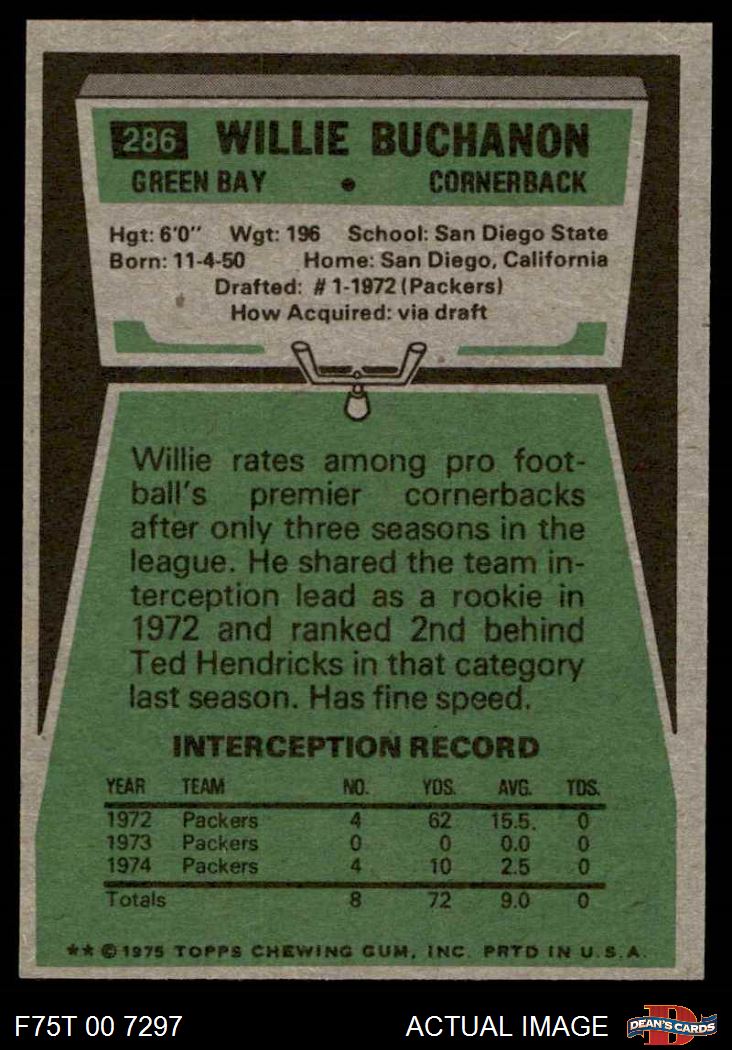 286 WILLIE BUCHANON
GREEN BAY • CORNERBACK
Hgt: 6'0" Wgt: 196 School: San Diego State
Born: 11-4-50 Home: San Diego, California
Drafted: #1-1972 (Packers)
How Acquired: via draft
Willie rates among pro foot-
ball's premier cornerbacks
after only three seasons in the
league. He shared the team in-
terception lead as a rookie in
1972 and ranked 2nd behind
Ted Hendricks in that category
last season. Has fine speed.
INTERCEPTION RECORD
YEAR TEAM NO. YDS. AVG. TDS.
1972 Packers 4 62 15.5. 0
1973 Packers 0 0 0.0 0
1974 Packers 4 10 2.5 0
Totals 8 72 9.0 0
** © 1975 TOPPS CHEWING GUM, INC. PRTD IN U.S.A.
F75T 00 7297 ACTUAL IMAGE D DEAN'S CARDS